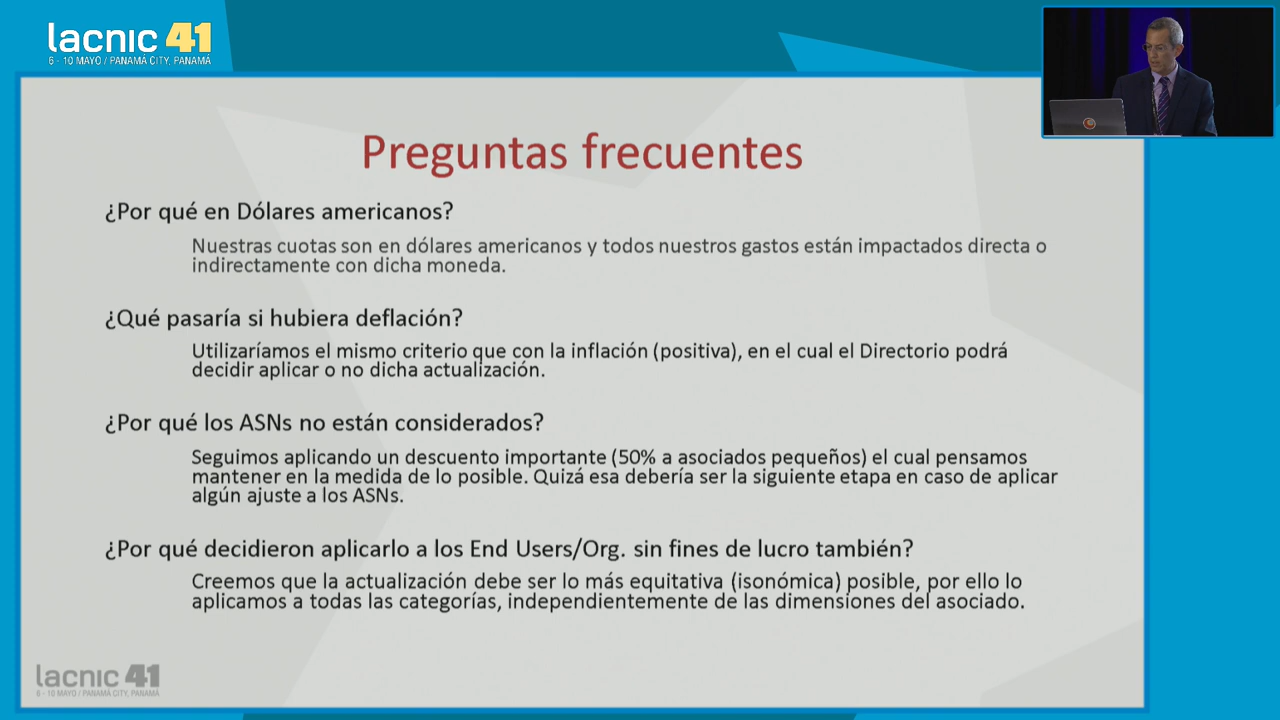 lacnic 41
6 - 10 MAYO / PANAMÁ CITY, PANAMÁ
Preguntas frecuentes
¿Por qué en Dólares americanos?
Nuestras cuotas son en dólares americanos y todos nuestros gastos están impactados directa o
indirectamente con dicha moneda.
¿Qué pasaría si hubiera deflación?
Utilizaríamos el mismo criterio que con la inflación (positiva), en el cual el Directorio podrá
decidir aplicar o no dicha actualización.
¿Por qué los ASNs no están considerados?
Seguimos aplicando un descuento importante (50% a asociados pequeños) el cual pensamos
mantener en la medida de lo posible. Quizá esa debería ser la siguiente etapa en caso de aplicar
algún ajuste a los ASNs.
¿Por qué decidieron aplicarlo a los End Users/Org. sin fines de lucro también?
Creemos que la actualización debe ser lo más equitativa (isonómica) posible, por ello lo
aplicamos a todas las categorías, independientemente de las dimensiones del asociado.
lacnic 41
6 - 10 MAYO / PANAMÁ CITY, PANAMÁ